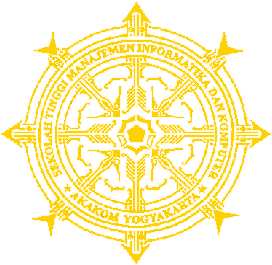 SEKOLAH TINGGI MANAJEMEN INFORMATIKA DAN KOMPUTER
AKAKOM YOGYAKARTA